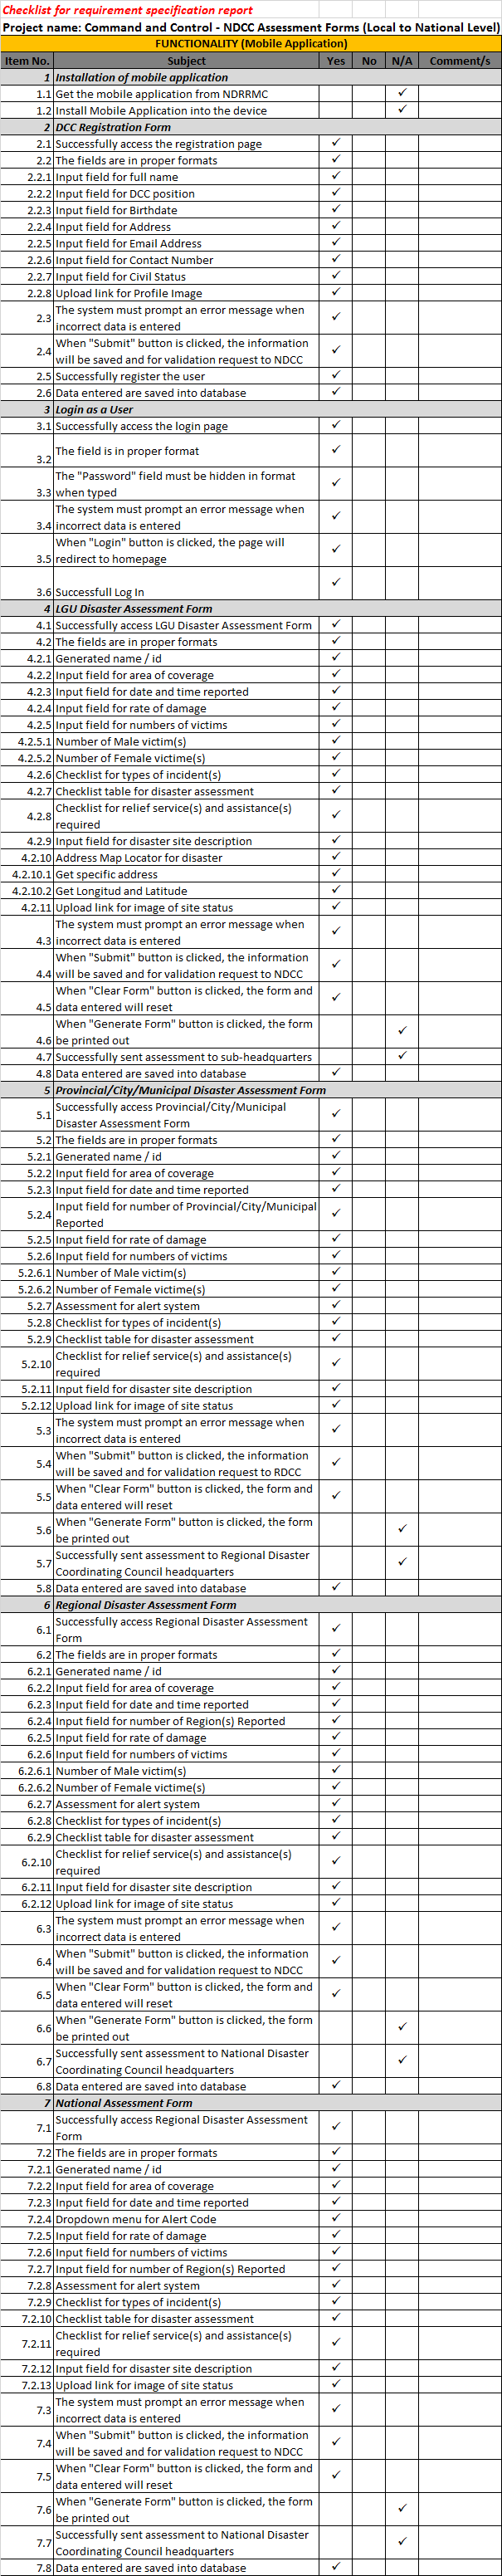 Checklist for requirement specification report
Project name: Command and Control - NDCC Assessment Forms (Local to National Level)
FUNCTIONALITY (Mobile Application)
Item No. Subject Yes No N/A Comment/s
1 Installation of mobile application
1.1 Get the mobile application from NDRRMC ✓
1.2 Install Mobile Application into the device ✓
2 DCC Registration Form
2.1 Successfully access the registration page ✓
2.2 The fields are in proper formats ✓
2.2.1 Input field for full name ✓
2.2.2 Input field for DCC position ✓
2.2.3 Input field for Birthdate ✓
2.2.4 Input field for Address ✓
2.2.5 Input field for Email Address ✓
2.2.6 Input field for Contact Number ✓
2.2.7 Input field for Civil Status ✓
2.2.8 Upload link for Profile Image ✓
2.3 The system must prompt an error message when
incorrect data is entered ✓
2.4 When "Submit" button is clicked, the information
will be saved and for validation request to NDCC ✓
2.5 Successfully register the user ✓
2.6 Data entered are saved into database ✓
3 Login as a User
3.1 Successfully access the login page ✓
3.2 The field is in proper format ✓
3.3 The "Password" field must be hidden in format
when typed ✓
3.4 The system must prompt an error message when
incorrect data is entered ✓
3.5 When "Login" button is clicked, the page will
redirect to homepage ✓
3.6 Successfull Log In ✓
4 LGU Disaster Assessment Form
4.1 Successfully access LGU Disaster Assessment Form ✓
4.2 The fields are in proper formats ✓
4.2.1 Generated name / id ✓
4.2.2 Input field for area of coverage ✓
4.2.3 Input field for date and time reported ✓
4.2.4 Input field for rate of damage ✓
4.2.5 Input field for numbers of victims ✓
4.2.5.1 Number of Male victim(s) ✓
4.2.5.2 Number of Female victime(s) ✓
4.2.6 Checklist for types of incident(s) ✓
4.2.7 Checklist table for disaster assessment ✓
4.2.8 Checklist for relief service(s) and assistance(s)
required ✓
4.2.9 Input field for disaster site description ✓
4.2.10 Address Map Locator for disaster ✓
4.2.10.1 Get specific address ✓
4.2.10.2 Get Longitud and Latitude ✓
4.2.11 Upload link for image of site status ✓
4.3 The system must prompt an error message when
incorrect data is entered ✓
4.4 When "Submit" button is clicked, the information
will be saved and for validation request to NDCC ✓
4.5 When "Clear Form" button is clicked, the form and
data entered will reset ✓
4.6 When "Generate Form" button is clicked, the form
be printed out ✓
4.7 Successfully sent assessment to sub-headquarters ✓
4.8 Data entered are saved into database ✓
5 Provincial/City/Municipal Disaster Assessment Form
5.1 Successfully access Provincial/City/Municipal
Disaster Assessment Form ✓
5.2 The fields are in proper formats ✓
5.2.1 Generated name / id ✓
5.2.2 Input field for area of coverage ✓
5.2.3 Input field for date and time reported ✓
5.2.4 Input field for number of Provincial/City/Municipal
Reported ✓
5.2.5 Input field for rate of damage ✓
5.2.6 Input field for numbers of victims ✓
5.2.6.1 Number of Male victim(s) ✓
5.2.6.2 Number of Female victime(s) ✓
5.2.7 Assessment for alert system ✓
5.2.8 Checklist for types of incident(s) ✓
5.2.9 Checklist table for disaster assessment ✓
5.2.10 Checklist for relief service(s) and assistance(s)
required ✓
5.2.11 Input field for disaster site description ✓
5.2.12 Upload link for image of site status ✓
5.3 The system must prompt an error message when
incorrect data is entered ✓
5.4 When "Submit" button is clicked, the information
will be saved and for validation request to RDCC ✓
5.5 When "Clear Form" button is clicked, the form and
data entered will reset ✓
5.6 When "Generate Form" button is clicked, the form
be printed out ✓
5.7 Successfully sent assessment to Regional Disaster
Coordinating Council headquarters ✓
5.8 Data entered are saved into database ✓
6 Regional Disaster Assessment Form
6.1 Successfully access Regional Disaster Assessment
Form ✓
6.2 The fields are in proper formats ✓
6.2.1 Generated name / id ✓
6.2.2 Input field for area of coverage ✓
6.2.3 Input field for date and time reported ✓
6.2.4 Input field for number of Region(s) Reported ✓
6.2.5 Input field for rate of damage ✓
6.2.6 Input field for numbers of victims ✓
6.2.6.1 Number of Male victim(s) ✓
6.2.6.2 Number of Female victime(s) ✓
6.2.7 Assessment for alert system ✓
6.2.8 Checklist for types of incident(s) ✓
6.2.9 Checklist table for disaster assessment ✓
6.2.10 Checklist for relief service(s) and assistance(s)
required ✓
6.2.11 Input field for disaster site description ✓
6.2.12 Upload link for image of site status ✓
6.3 The system must prompt an error message when
incorrect data is entered ✓
6.4 When "Submit" button is clicked, the information
will be saved and for validation request to NDCC ✓
6.5 When "Clear Form" button is clicked, the form and
data entered will reset ✓
6.6 When "Generate Form" button is clicked, the form
be printed out ✓
6.7 Successfully sent assessment to National Disaster
Coordinating Council headquarters ✓
6.8 Data entered are saved into database ✓
7 National Assessment Form
7.1 Successfully access Regional Disaster Assessment
Form ✓
7.2 The fields are in proper formats ✓
7.2.1 Generated name / id ✓
7.2.2 Input field for area of coverage ✓
7.2.3 Input field for date and time reported ✓
7.2.4 Dropdown menu for Alert Code ✓
7.2.5 Input field for rate of damage ✓
7.2.6 Input field for numbers of victims ✓
7.2.7 Input field for number of Region(s) Reported ✓
7.2.8 Assessment for alert system ✓
7.2.9 Checklist for types of incident(s) ✓
7.2.10 Checklist table for disaster assessment ✓
7.2.11 Checklist for relief service(s) and assistance(s)
required ✓
7.2.12 Input field for disaster site description ✓
7.2.13 Upload link for image of site status ✓
7.3 The system must prompt an error message when
incorrect data is entered ✓
7.4 When "Submit" button is clicked, the information
will be saved and for validation request to NDCC ✓
7.5 When "Clear Form" button is clicked, the form and
data entered will reset ✓
7.6 When "Generate Form" button is clicked, the form
be printed out ✓
7.7 Successfully sent assessment to National Disaster
Coordinating Council headquarters ✓
7.8 Data entered are saved into database ✓